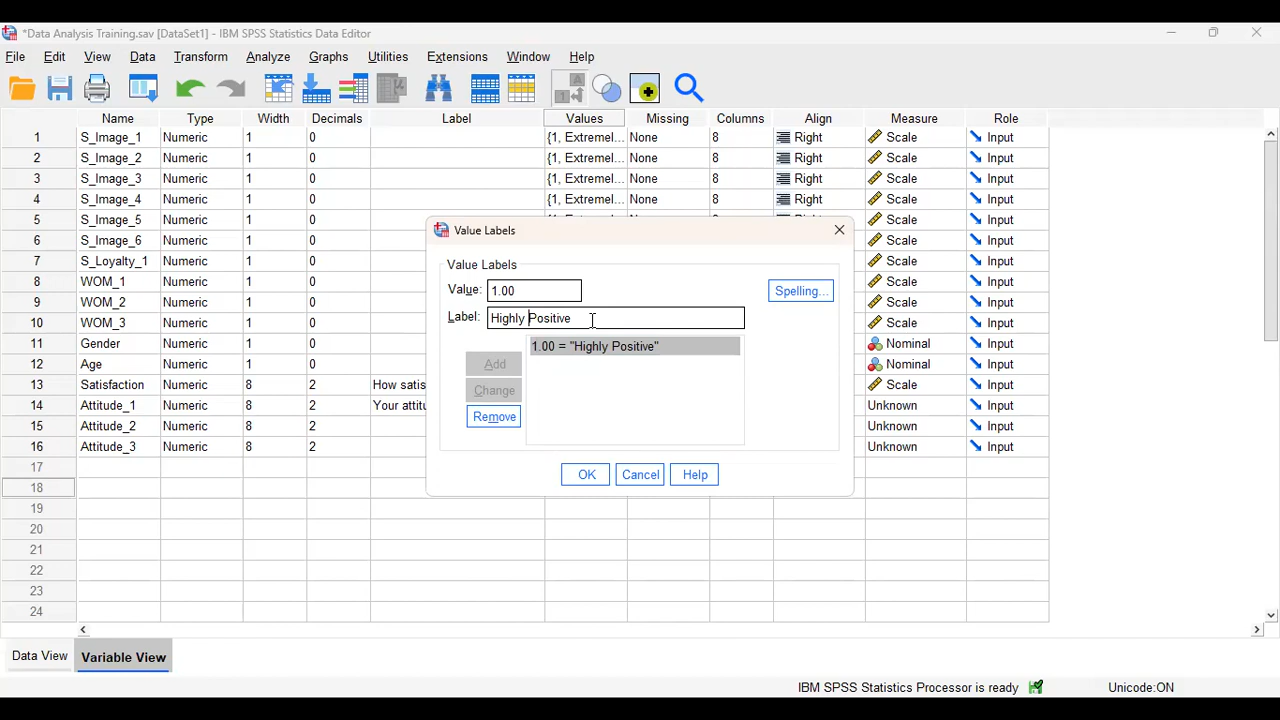 *Data Analysis Training.sav [DataSet1] - IBM SPSS Statistics Data Editor
File Edit View Data Transform Analyze Graphs Utilities Extensions Window Help
Name Type Width Decimals Label Values Missing Columns Align Measure Role
1 S_Image_1 Numeric 1 0 {1, Extremel... None 8 Right Scale Input
2 S_Image_2 Numeric 1 0 {1, Extremel... None 8 Right Scale Input
3 S_Image_3 Numeric 1 0 {1, Extremel... None 8 Right Scale Input
4 S_Image_4 Numeric 1 0 {1, Extremel... None 8 Right Scale Input
5 S_Image_5 Numeric 1 0 Scale Input
6 S_Image_6 Numeric 1 0 Scale Input
7 S_Loyalty_1 Numeric 1 0 Scale Input
8 WOM_1 Numeric 1 0 Scale Input
9 WOM_2 Numeric 1 0 Scale Input
10 WOM_3 Numeric 1 0 Scale Input
11 Gender Numeric 1 0 Nominal Input
12 Age Numeric 1 0 Nominal Input
13 Satisfaction Numeric 8 2 How satis Scale Input
14 Attitude_1 Numeric 8 2 Your attitu Unknown Input
15 Attitude_2 Numeric 8 2 Unknown Input
16 Attitude_3 Numeric 8 2 Unknown Input
17
18
19
20
21
22
23
24
Value Labels
Value Labels
Value: 1.00 Spelling...
Label: Highly Positive
1.00 = "Highly Positive"
Add
Change
Remove
OK Cancel Help
Data View Variable View
IBM SPSS Statistics Processor is ready Unicode:ON